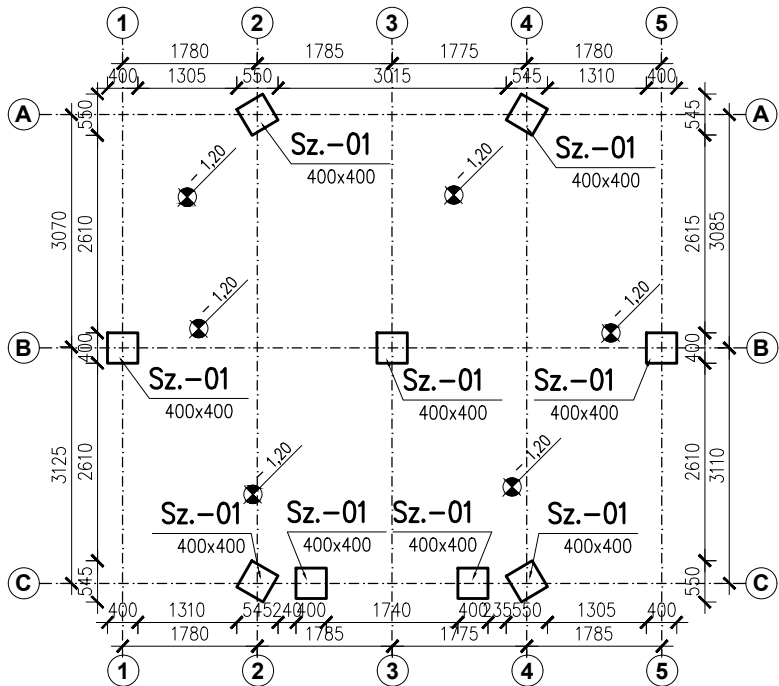 1 2 3 4 5
1780 1785 1775 1780
400 1305 550 3015 545 1310 400
A A
550 545
Sz.-01 Sz.-01
400x400 400x400
- 1,20 - 1,20
3070 2610 2615 3085
- 1,20 - 1,20
B B
400 400
Sz.-01 Sz.-01 Sz.-01
400x400 400x400 400x400
3125 2610 2610 3110
- 1,20 - 1,20
Sz.-01 Sz.-01 Sz.-01 Sz.-01
400x400 400x400 400x400 400x400
C C
545 550
400 1310 545 240 400 1740 400 235 550 1305 400
1780 1785 1775 1785
1 2 3 4 5